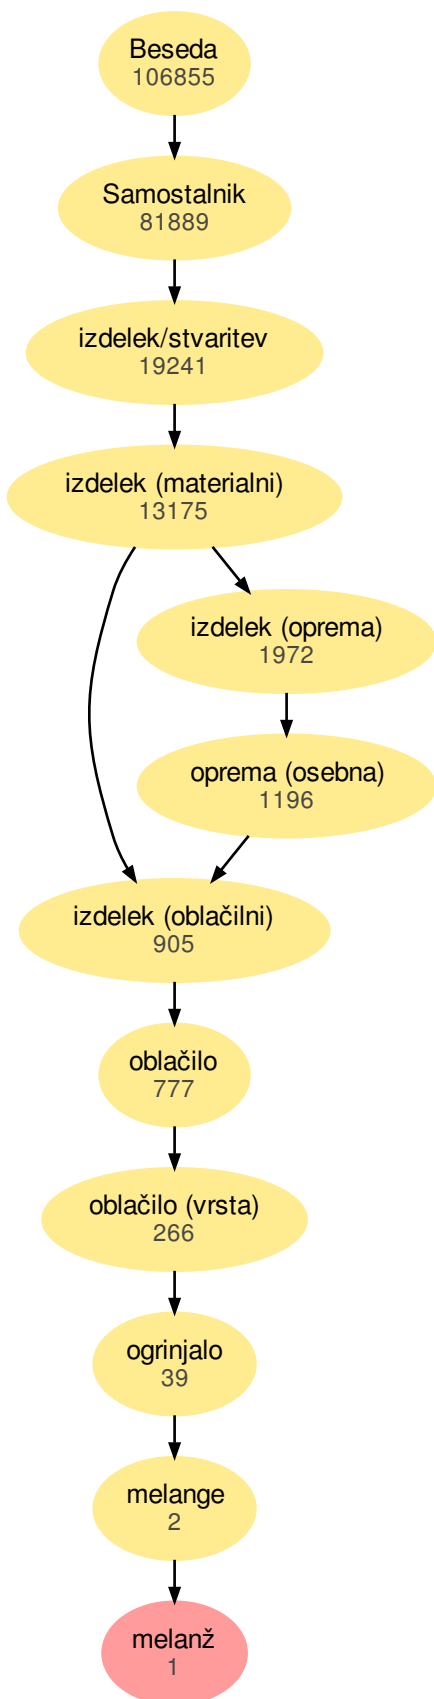 Beseda
106855
Samostalnik
81889
izdelek/stvaritev
19241
izdelek (materialni)
13175
izdelek (oprema)
1972
oprema (osebna)
1196
izdelek (oblačilni)
905
oblačilo
777
oblačilo (vrsta)
266
ogrinjalo
39
melange
2
melanž
1